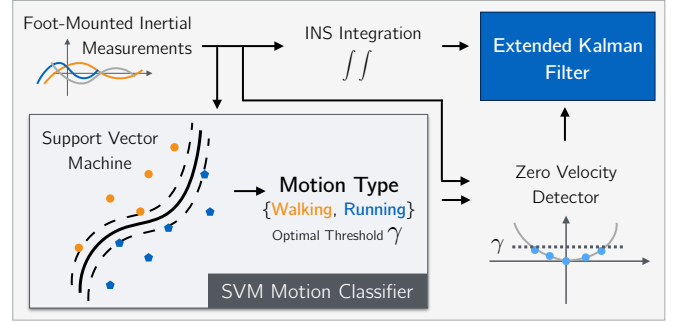 Foot-Mounted Inertial
Measurements
INS Integration
∫∫
Extended Kalman
Filter
Support Vector
Machine
Motion Type
{Walking, Running}
Optimal Threshold γ
SVM Motion Classifier
Zero Velocity
Detector
γ